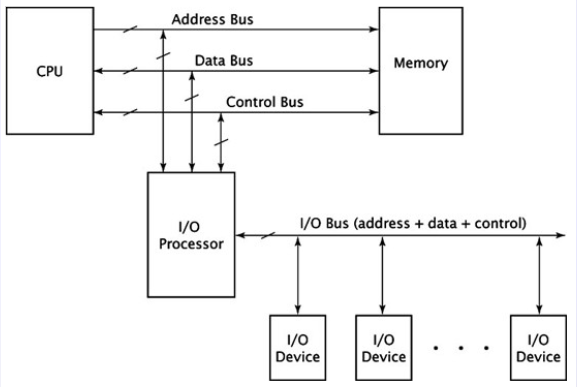 Address Bus
CPU
Data Bus
Memory
Control Bus
I/O
Processor
I/O Bus (address + data + control)
I/O
Device
I/O
Device
. . .
I/O
Device